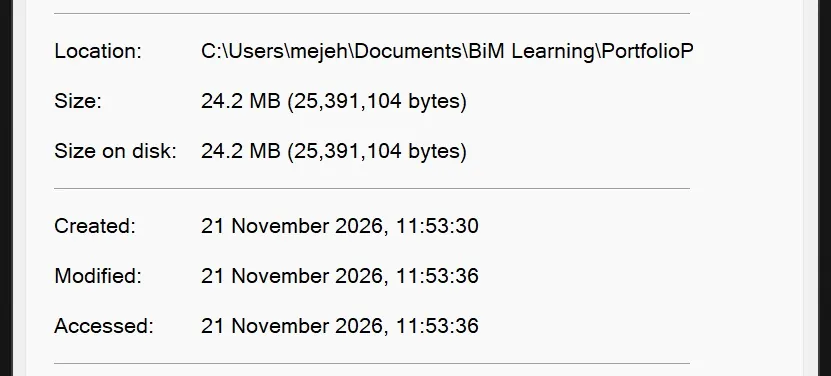 Location: C:\Users\mejeh\Documents\BiM Learning\PortfolioP
Size: 24.2 MB (25,391,104 bytes)
Size on disk: 24.2 MB (25,391,104 bytes)
Created: 21 November 2026, 11:53:30
Modified: 21 November 2026, 11:53:36
Accessed: 21 November 2026, 11:53:36